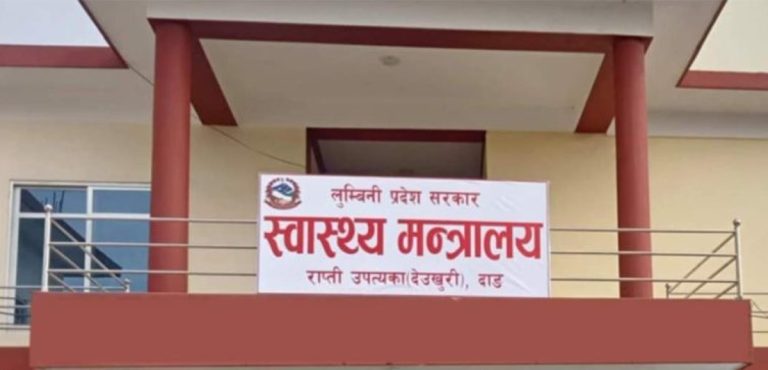 लुम्बिनी प्रदेश सरकार
स्वास्थ्य मन्त्रालय
राप्ती उपत्यका(देउखुरी), दाङ